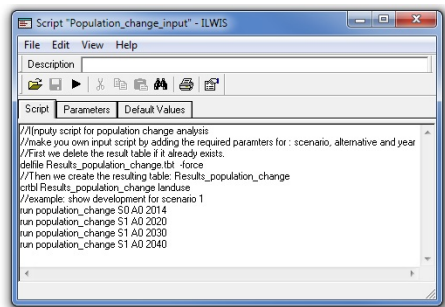 Script "Population_change_input" - ILWIS
File Edit View Help
Description
Script Parameters Default Values
//I(nputy script for population change analysis
//make you own input script by adding the required paramters for : scenario, alternative and year
//First we delete the result table if it already exists.
delfile Results_population_change.tbt -force
//Then we create the resulting table: Results_population_change
crtbl Results_population_change landuse
//example: show development for scenario 1
run population_change S0 A0 2014
run population_change S1 A0 2020
run population_change S1 A0 2030
run population_change S1 A0 2040